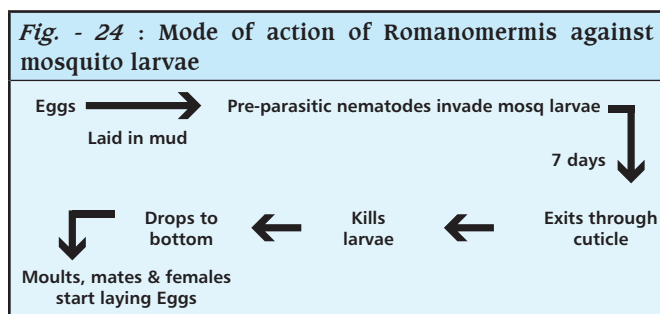 Fig. - 24 : Mode of action of Romanomermis against
mosquito larvae
Eggs
Pre-parasitic nematodes invade mosq larvae
Laid in mud
7 days
Exits through
cuticle
Kills
larvae
Drops to
bottom
Moults, mates & females
start laying Eggs